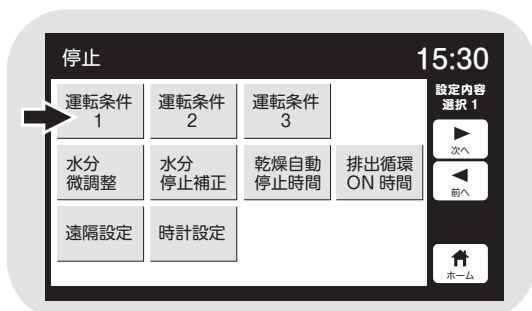 停止
15:30
運転条件
1
運転条件
2
運転条件
3
設定内容
選択 1
次へ
水分
微調整
水分
停止補正
乾燥自動
停止時間
排出循環
ON 時間
前へ
遠隔設定
時計設定
ホーム